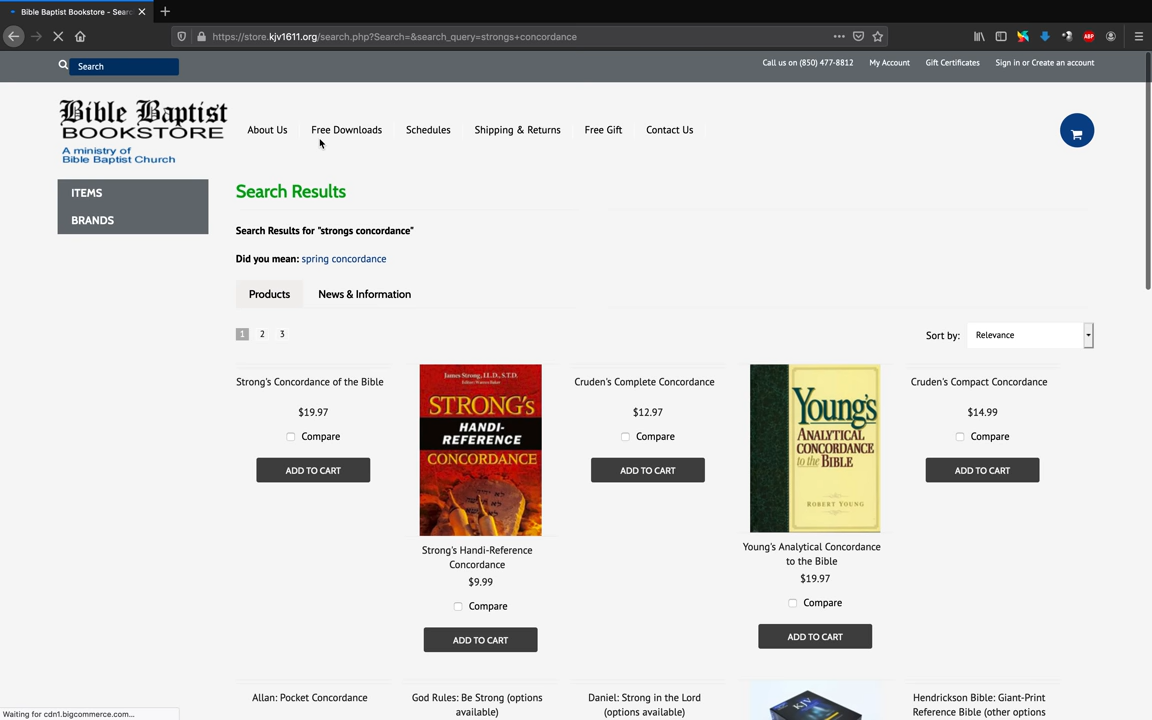 Bible Baptist Bookstore - Searc
https://store.kjv1611.org/search.php?Search=&search_query=strongs+concordance
ABP
Search
Call us on (850) 477-8812
My Account
Gift Certificates
Sign in or Create an account
Bible Baptist
BOOKSTORE
A ministry of
Bible Baptist Church
About Us
Free Downloads
Schedules
Shipping & Returns
Free Gift
Contact Us
ITEMS
BRANDS
Search Results
Search Results for "strongs concordance"
Did you mean: spring concordance
Products
News & Information
1 2 3
Sort by:
Relevance
Strong's Concordance of the Bible
$19.97
Compare
ADD TO CART
James Strong, LL.D., S.T.D.
STRONG's
HANDI-
REFERENCE
CONCORDANCE
Strong's Handi-Reference
Concordance
$9.99
Compare
ADD TO CART
Cruden's Complete Concordance
$12.97
Compare
ADD TO CART
Young's
ANALYTICAL
CONCORDANCE
to the BIBLE
ROBERT YOUNG
Young's Analytical Concordance
to the Bible
$19.97
Compare
ADD TO CART
Cruden's Compact Concordance
$14.99
Compare
ADD TO CART
Allan: Pocket Concordance
God Rules: Be Strong (options
available)
Daniel: Strong in the Lord
(options available)
KJV
Hendrickson Bible: Giant-Print
Reference Bible (other options
Waiting for cdn1.bigcommerce.com...